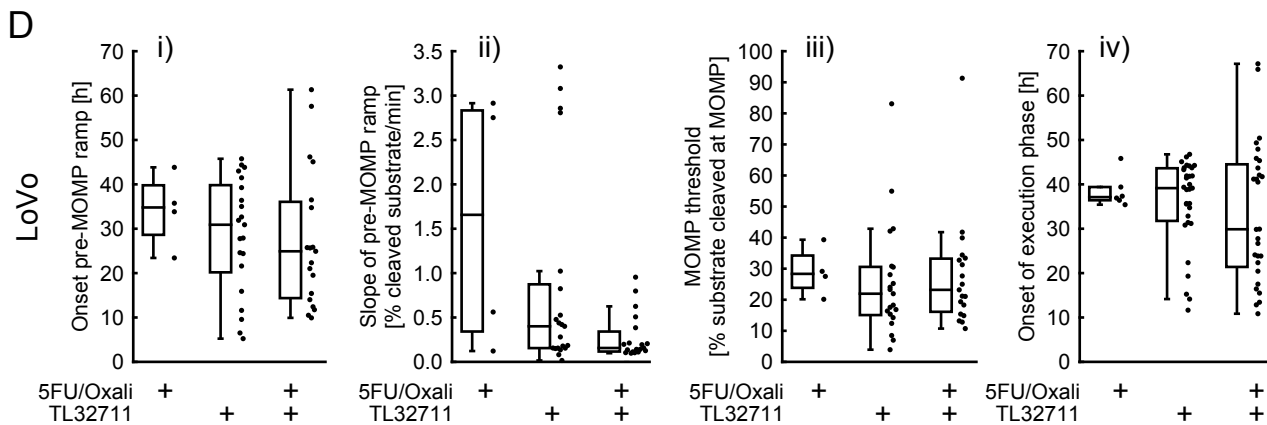 D
LoVo
i)
Onset pre-MOMP ramp [h]
70
60
50
40
30
20
10
0
ii)
Slope of pre-MOMP ramp
[% cleaved substrate/min]
3.5
3.0
2.5
2.0
1.5
1.0
0.5
0.0
iii)
MOMP threshold
[% substrate cleaved at MOMP]
100
90
80
70
60
50
40
30
20
10
0
iv)
Onset of execution phase [h]
70
60
50
40
30
20
10
0
5FU/Oxali + +
TL32711 + +
5FU/Oxali + +
TL32711 + +
5FU/Oxali + +
TL32711 + +
5FU/Oxali + +
TL32711 + +